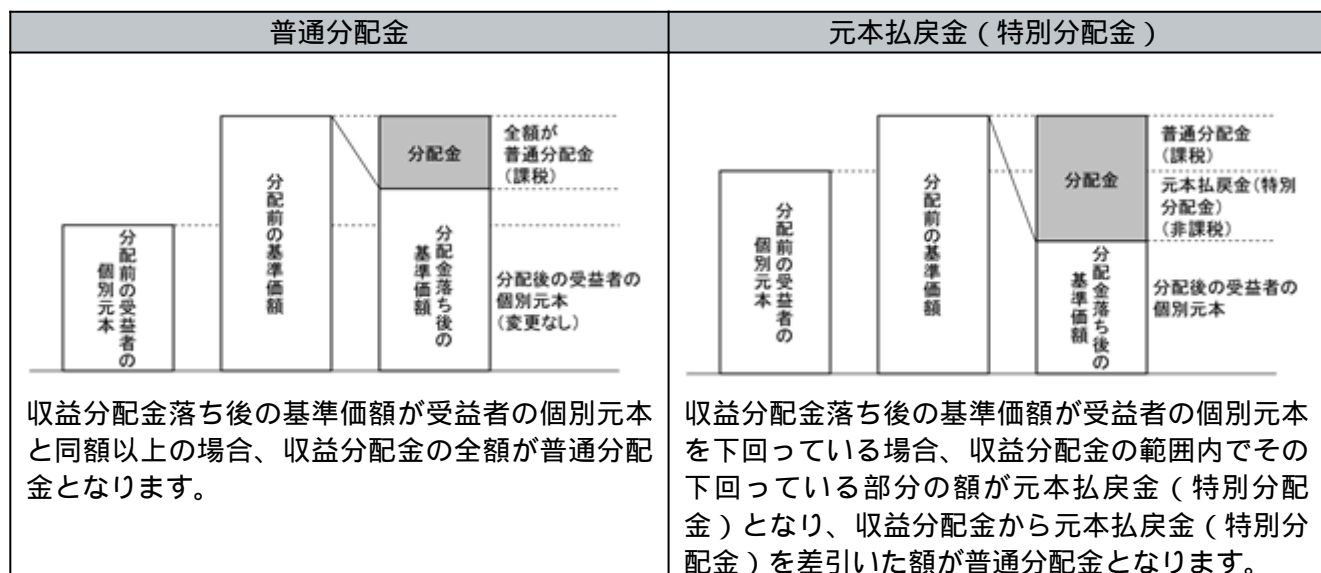 普通分配金
分配前の受益者の
個別元本
分配前の基準価額
分配金
分配金落ち後の
基準価額
全額が
普通分配金
(課税)
分配後の受益者の
個別元本
(変更なし)
収益分配金落ち後の基準価額が受益者の個別元本
と同額以上の場合、収益分配金の全額が普通分配
金となります。
元本払戻金(特別分配金)
分配前の受益者の
個別元本
分配前の基準価額
分配金
分配金落ち後の
基準価額
普通分配金
(課税)
元本払戻金(特別
分配金)
(非課税)
分配後の受益者の
個別元本
収益分配金落ち後の基準価額が受益者の個別元本
を下回っている場合、収益分配金の範囲内でその
下回っている部分の額が元本払戻金(特別分配
金)となり、収益分配金から元本払戻金(特別分
配金)を差引いた額が普通分配金となります。